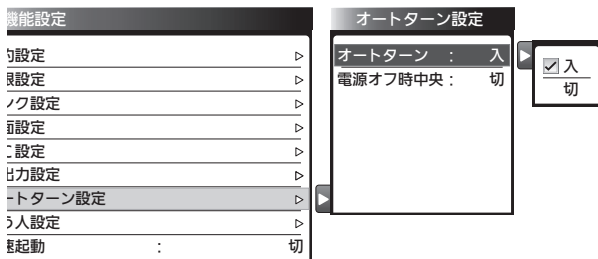 機能設定
約設定
限設定
ンク設定
面設定
設定
出力設定
ートターン設定
う人設定
速起動 : 切
オートターン設定
オートターン : 入
電源オフ時中央 : 切
入
切